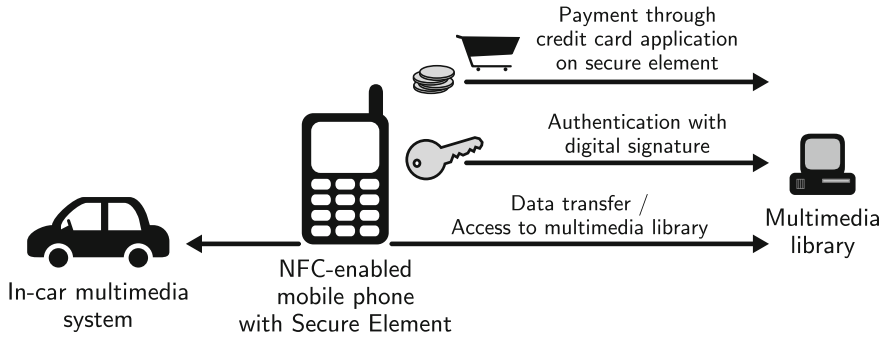 Payment through
credit card application
on secure element
Authentication with
digital signature
Data transfer /
Access to multimedia library
Multimedia
library
In-car multimedia
system
NFC-enabled
mobile phone
with Secure Element